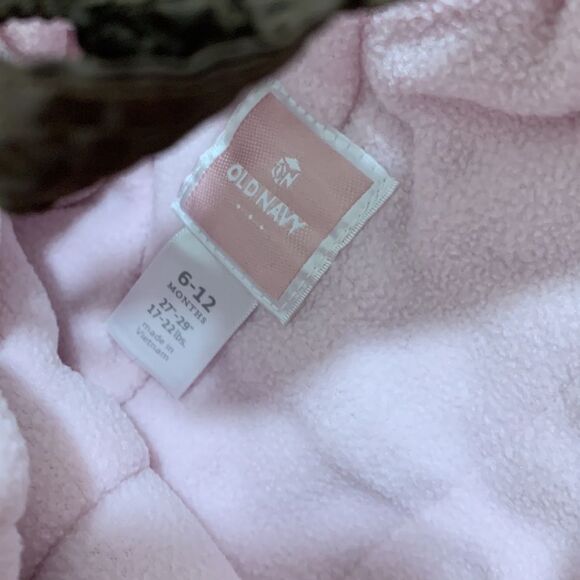 ON
OLD NAVY
6-12
MONTHS
27"-29"
17-22 lbs.
made in
Vietnam